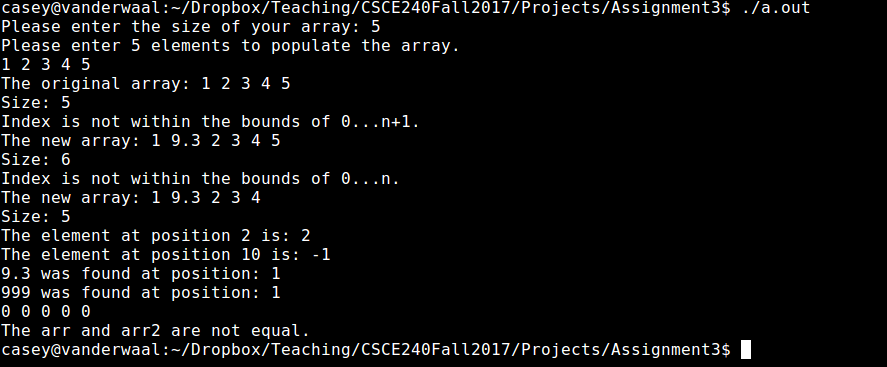 casey@vanderwaal:~/Dropbox/Teaching/CSCE240Fall2017/Projects/Assignment3$ ./a.out
Please enter the size of your array: 5
Please enter 5 elements to populate the array.
1 2 3 4 5
The original array: 1 2 3 4 5
Size: 5
Index is not within the bounds of 0...n+1.
The new array: 1 9.3 2 3 4 5
Size: 6
Index is not within the bounds of 0...n.
The new array: 1 9.3 2 3 4
Size: 5
The element at position 2 is: 2
The element at position 10 is: -1
9.3 was found at position: 1
999 was found at position: 1
0 0 0 0 0
The arr and arr2 are not equal.
casey@vanderwaal:~/Dropbox/Teaching/CSCE240Fall2017/Projects/Assignment3$